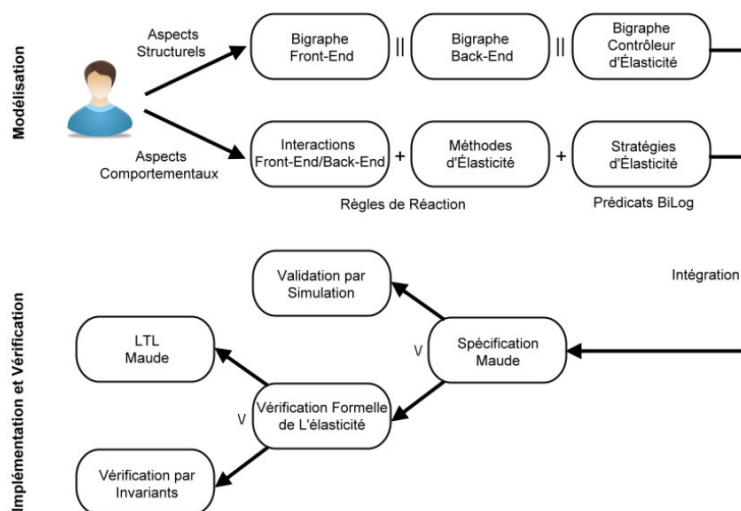 Modélisation
Aspects
Structurels
Bigraphe
Front-End
||
Bigraphe
Back-End
||
Bigraphe
Contrôleur
d'Élasticité
Aspects
Comportementaux
Interactions
Front-End/Back-End
+
Méthodes
d'Élasticité
+
Stratégies
d'Élasticité
Règles de Réaction
Prédicats BiLog
Implémentation et Vérification
Intégration
Validation par
Simulation
LTL
Maude
\/
Spécification
Maude
\/
Vérification Formelle
de L'élasticité
Vérification par
Invariants